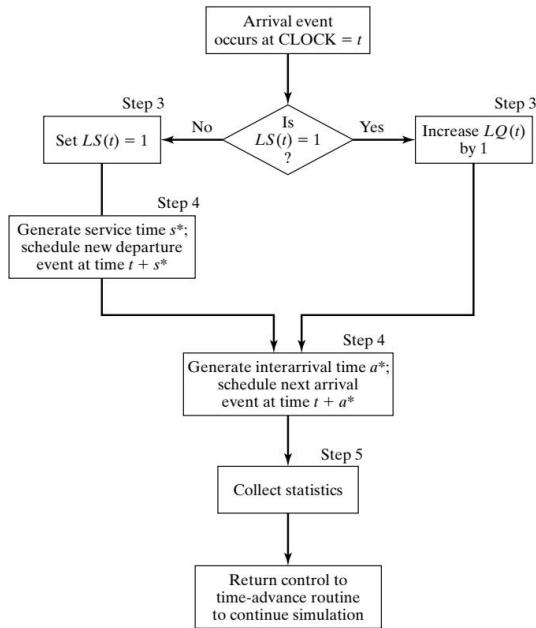 Arrival event
occurs at CLOCK = t
Step 3
Set LS(t) = 1
No
Is
LS(t) = 1
?
Yes
Step 3
Increase LQ(t)
by 1
Step 4
Generate service time s*;
schedule new departure
event at time t + s*
Step 4
Generate interarrival time a*;
schedule next arrival
event at time t + a*
Step 5
Collect statistics
Return control to
time-advance routine
to continue simulation